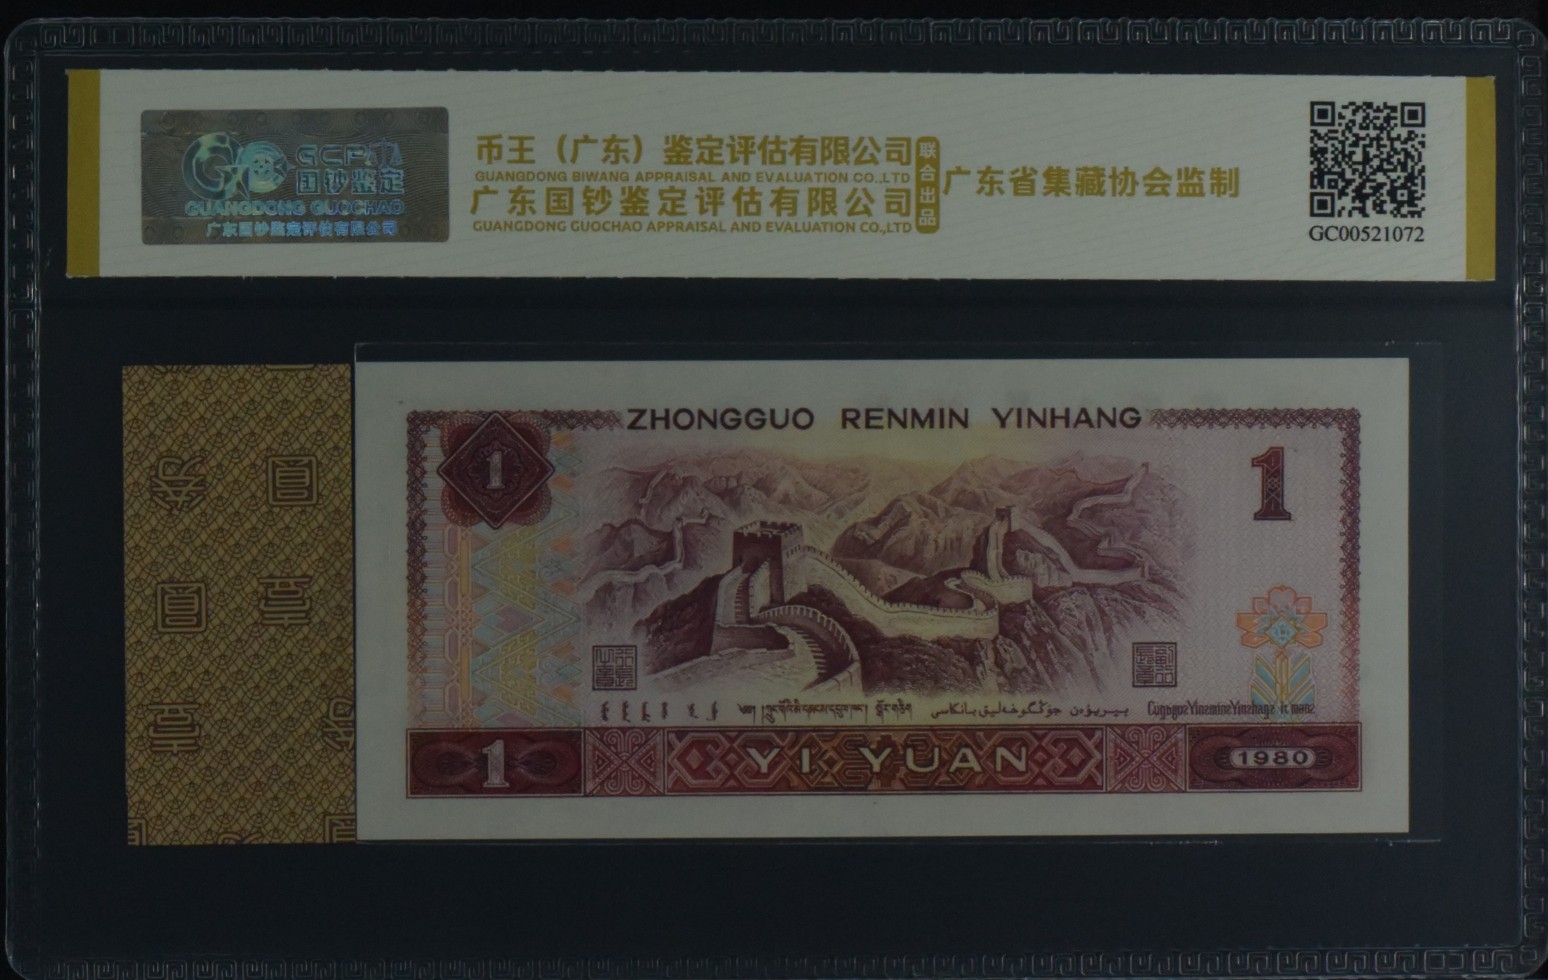 GCPA
国钞鉴定
GUANGDONG GUOCHAO
广东国钞鉴定评估有限公司
币王（广东）鉴定评估有限公司
GUANGDONG BIWANG APPRAISAL AND EVALUATION CO.,LTD
广东国钞鉴定评估有限公司
GUANGDONG GUOCHAO APPRAISAL AND EVALUATION CO.,LTD
联合出品
广东省集藏协会监制
GC00521072
ZHONGGUO RENMIN YINHANG
1
1
1
YI YUAN
1980